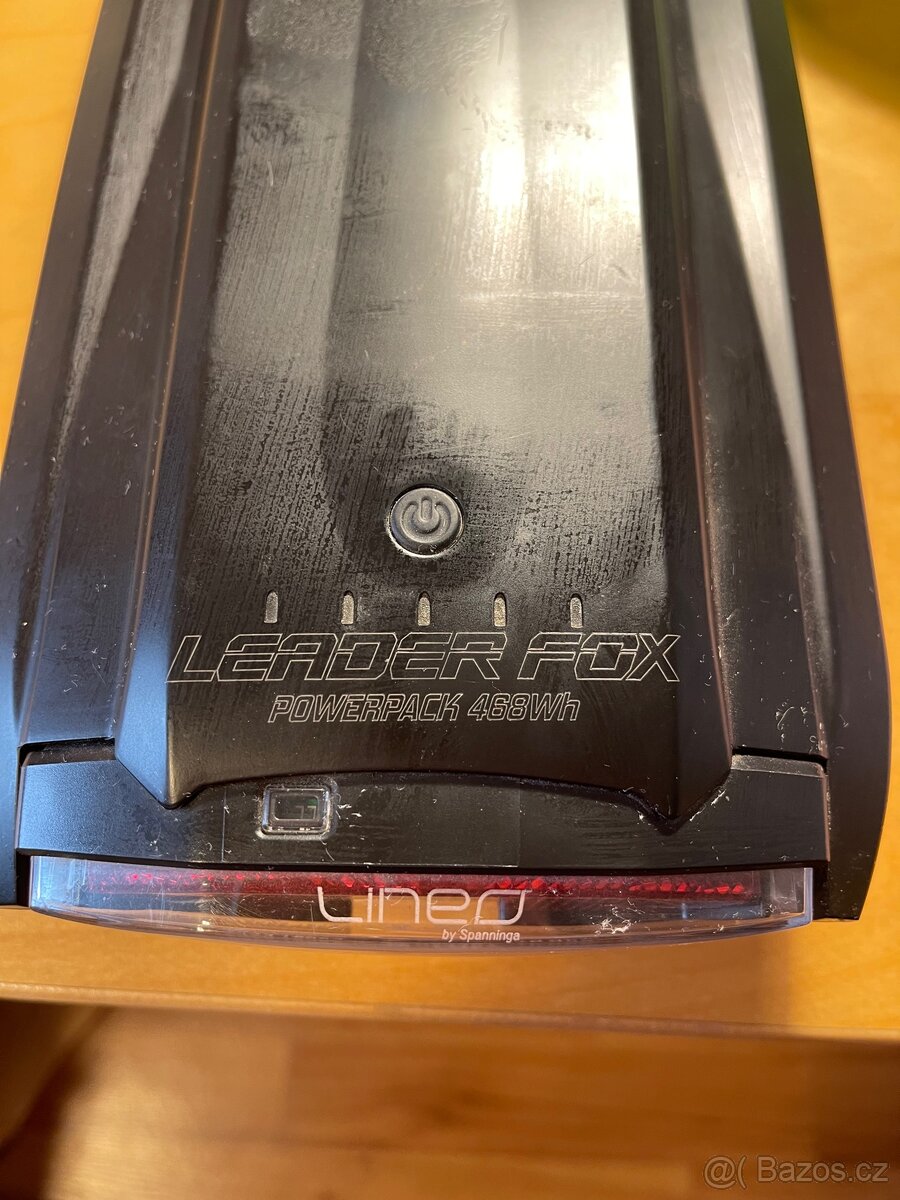 LEADER FOX
POWERPACK 468Wh
Lineo
by Spanninga
@( Bazos.cz